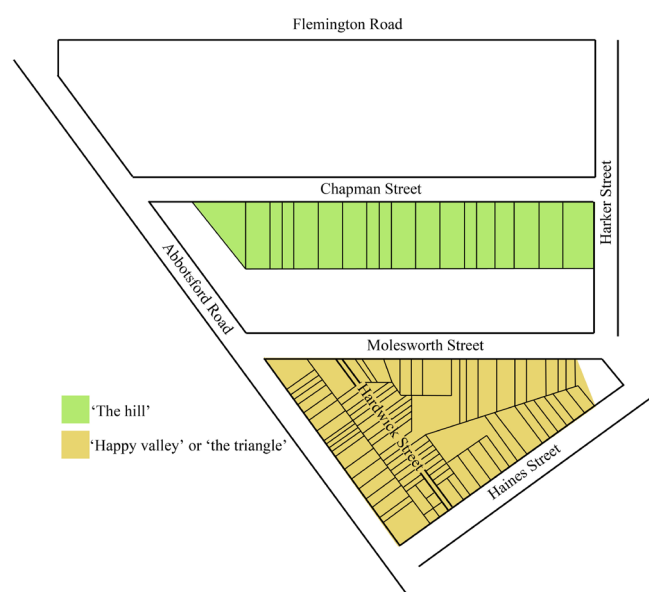 Flemington Road
Chapman Street
Harker Street
Abbotsford Road
Molesworth Street
Hardwick Street
Haines Street
‘The hill’
‘Happy valley’ or ‘the triangle’